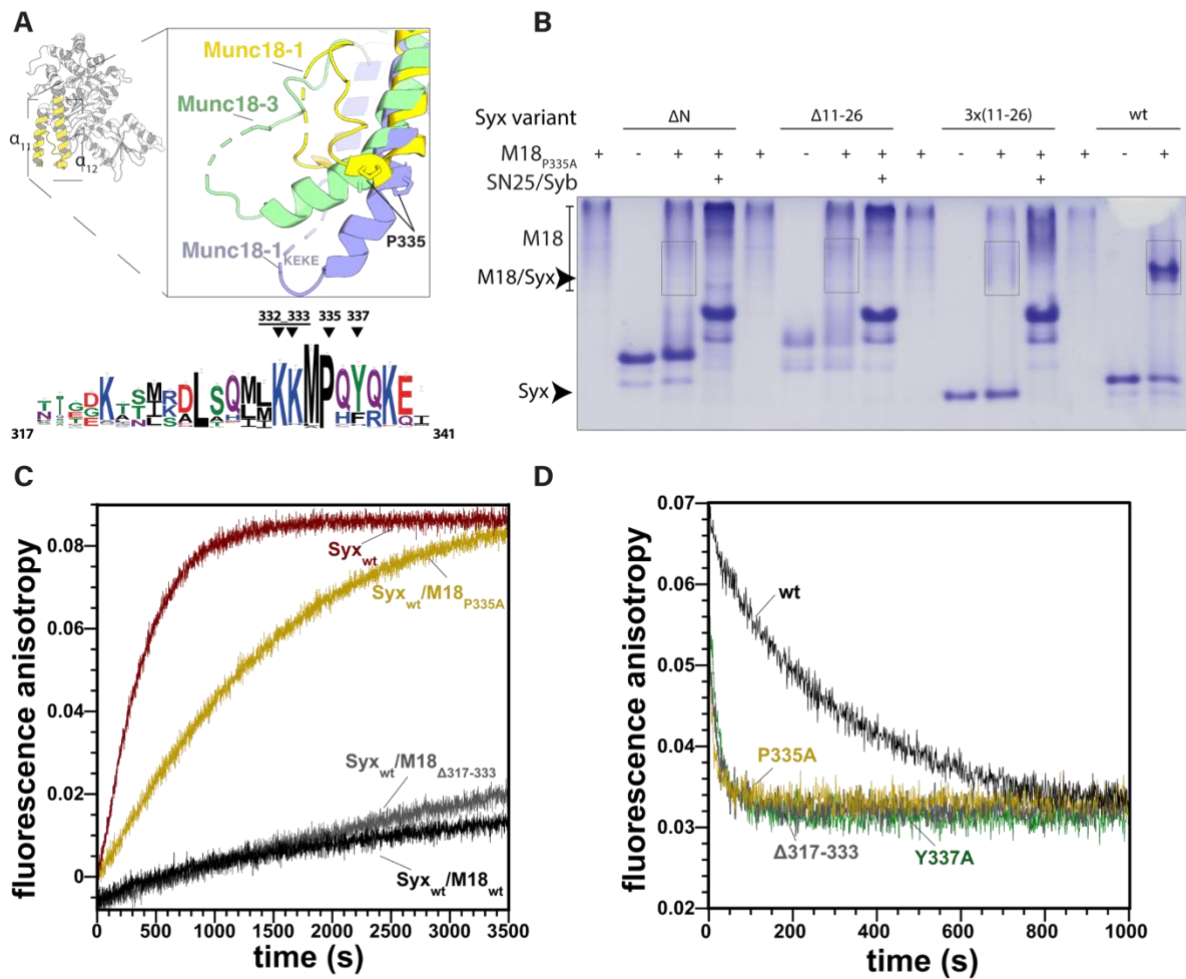 A
Munc18-1
Munc18-3
α11
α12
P335
Munc18-1KEKE
332 333 335 337
KKMPQYQKE
317
341
B
Syx variant ΔN Δ11-26 3x(11-26) wt
M18P335A + - + + + - + + + - + + + - +
SN25/Syb + + +
M18
M18/Syx
Syx
C
fluorescence anisotropy
0.08
0.06
0.04
0.02
0
Syxwt
Syxwt/M18P335A
Syxwt/M18Δ317-333
Syxwt/M18wt
0 500 1000 1500 2000 2500 3000 3500
time (s)
D
fluorescence anisotropy
0.07
0.06
0.05
0.04
0.03
0.02
wt
P335A
Δ317-333
Y337A
0 200 400 600 800 1000
time (s)